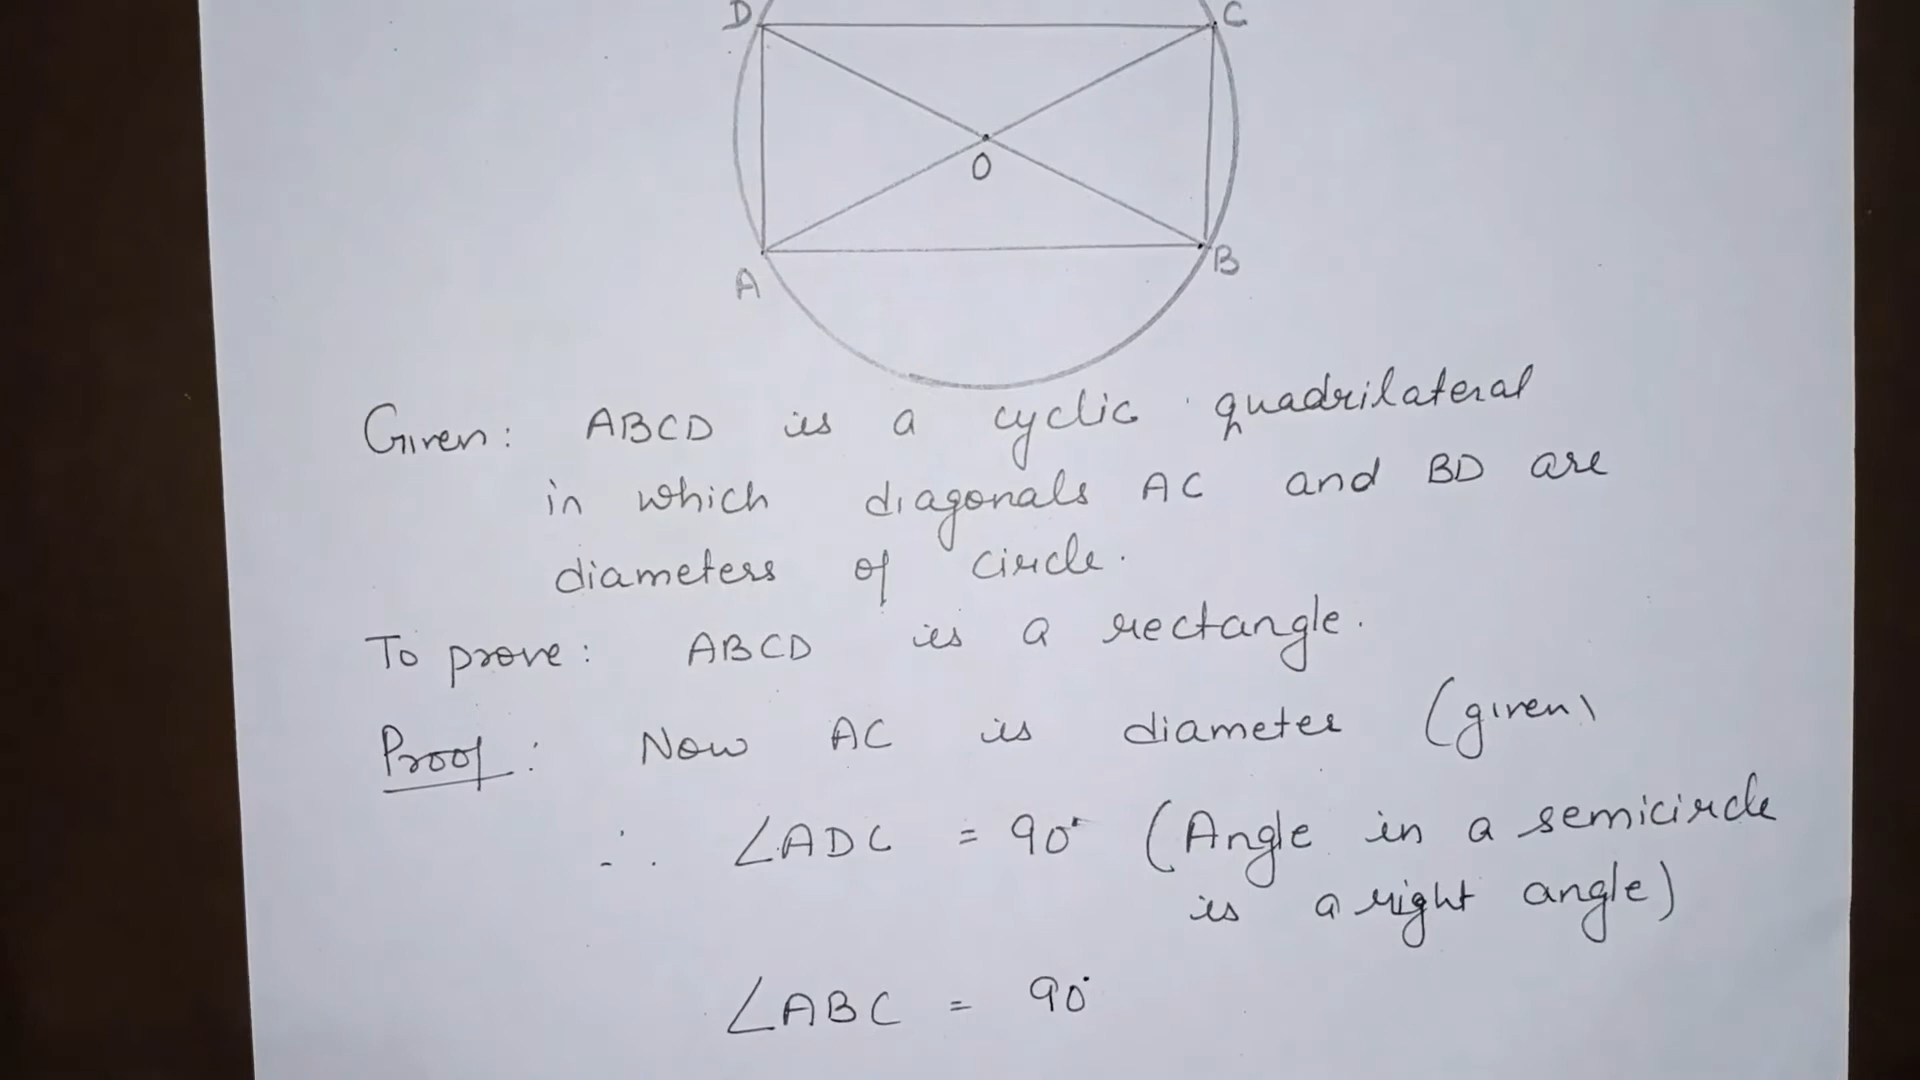 D C
O
A B
Given: ABCD is a cyclic quadrilateral
in which diagonals AC and BD are
diameters of circle.
To prove: ABCD is a rectangle.
Proof: Now AC is diameter (given)
∴ ∠ADC = 90° (Angle in a semicircle
is a right angle)
∠ABC = 90°